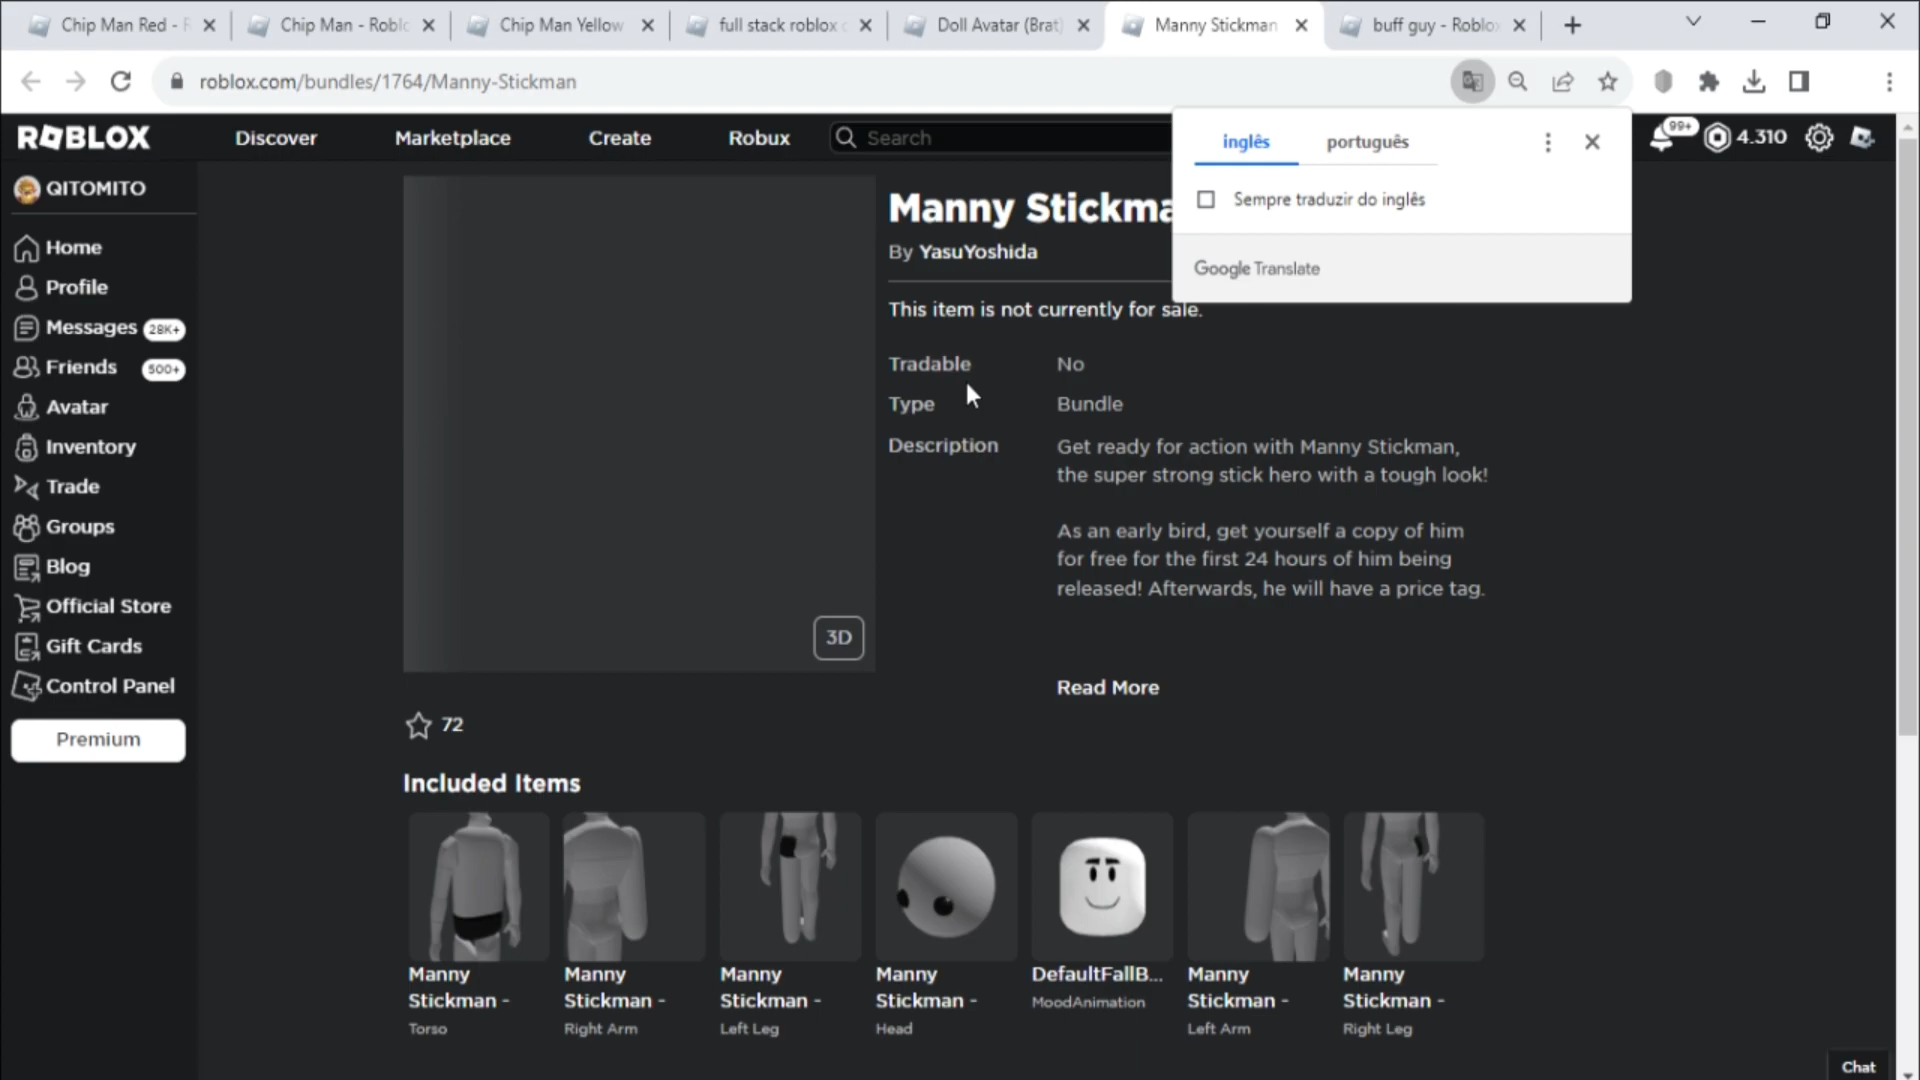 Chip Man Red - R
Chip Man - Roblo
Chip Man Yellow
full stack roblox
Doll Avatar (Brat)
Manny Stickman
buff guy - Roblox
roblox.com/bundles/1764/Manny-Stickman
ROBLOX
Discover
Marketplace
Create
Robux
Search
99+
4.310
inglês
português
Sempre traduzir do inglês
Google Translate
QITOMITO
Home
Profile
Messages 28K+
Friends 500+
Avatar
Inventory
Trade
Groups
Blog
Official Store
Gift Cards
Control Panel
Premium
3D
72
Manny Stickma
By YasuYoshida
This item is not currently for sale.
Tradable No
Type Bundle
Description Get ready for action with Manny Stickman,
the super strong stick hero with a tough look!
As an early bird, get yourself a copy of him
for free for the first 24 hours of him being
released! Afterwards, he will have a price tag.
Read More
Included Items
Manny
Stickman -
Torso
Manny
Stickman -
Right Arm
Manny
Stickman -
Left Leg
Manny
Stickman -
Head
DefaultFallB...
MoodAnimation
Manny
Stickman -
Left Arm
Manny
Stickman -
Right Leg
Chat